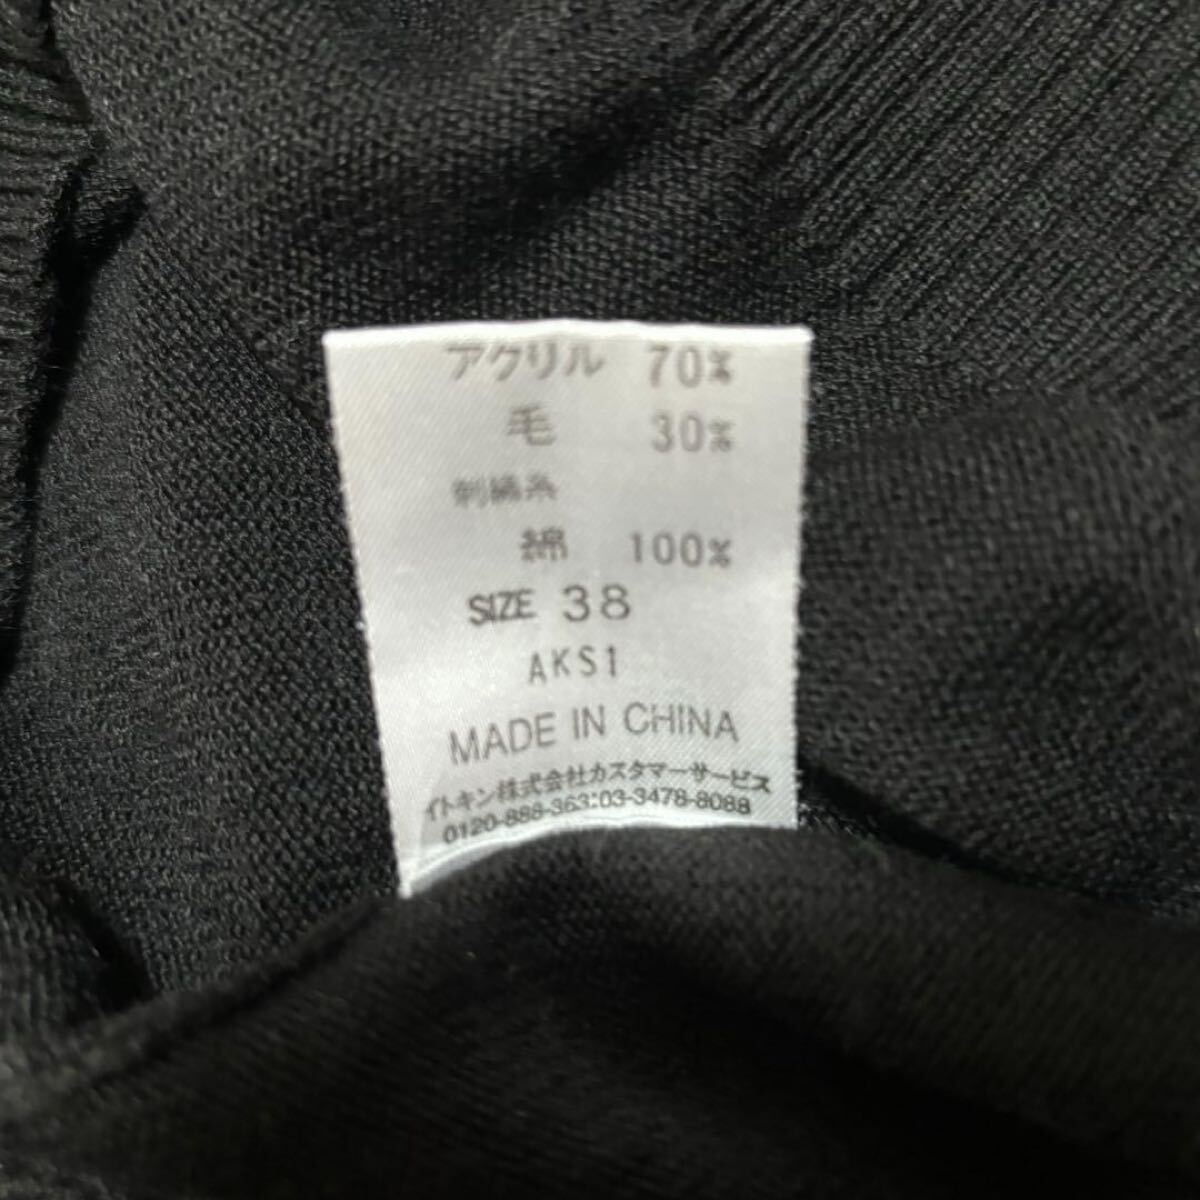 アクリル 70%
毛 30%
刺繍糸
綿 100%
SIZE 38
AKS1
MADE IN CHINA
イトキン株式会社カスタマーサービス
0120-888-363:03-3478-8088